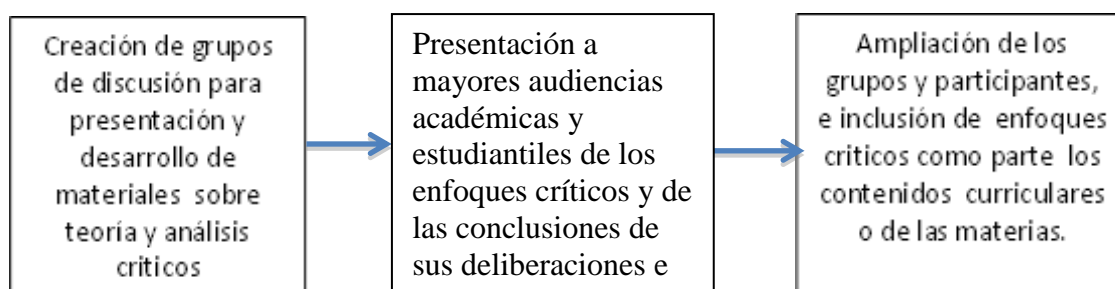 Creación de grupos
de discusión para
presentación y
desarrollo de
materiales sobre
teoría y análisis
criticos
Presentación a
mayores audiencias
académicas y
estudiantiles de los
enfoques críticos y de
las conclusiones de
sus deliberaciones e
Ampliación de los
grupos y participantes,
e inclusión de enfoques
criticos como parte los
contenidos curriculares
o de las materias.